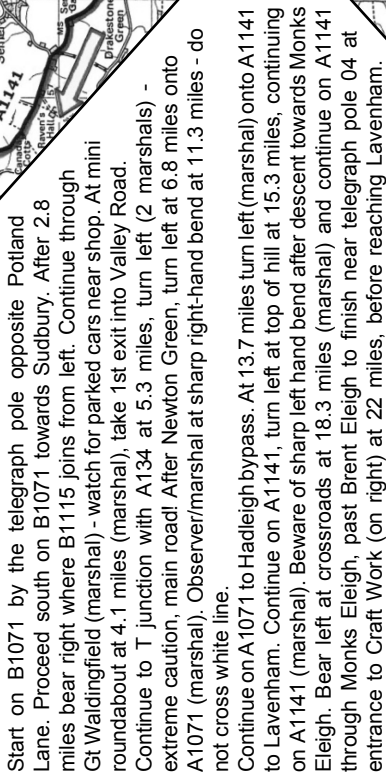 Start on B1071 by the telegraph pole opposite Potland
Lane. Proceed south on B1071 towards Sudbury. After 2.8
miles bear right where B1115 joins from left. Continue through
Gt Waldingfield (marshal) - watch for parked cars near shop. At mini
roundabout at 4.1 miles (marshal), take 1st exit into Valley Road.
Continue to T junction with A134 at 5.3 miles, turn left (2 marshals) -
extreme caution, main road! After Newton Green, turn left at 6.8 miles onto
A1071 (marshal). Observer/marshal at sharp right-hand bend at 11.3 miles - do
not cross white line.
Continue on A1071 to Hadleigh bypass. At 13.7 miles turn left (marshal) onto A1141
to Lavenham. Continue on A1141, turn left at top of hill at 15.3 miles, continuing
on A1141 (marshal). Beware of sharp left hand bend after descent towards Monks
Eleigh. Bear left at crossroads at 18.3 miles (marshal) and continue on A1141
through Monks Eleigh, past Brent Eleigh to finish near telegraph pole 04 at
entrance to Craft Work (on right) at 22 miles, before reaching Lavenham.
A1141
Canada
Cotts
Raven's
Hall
Drakestone
Green